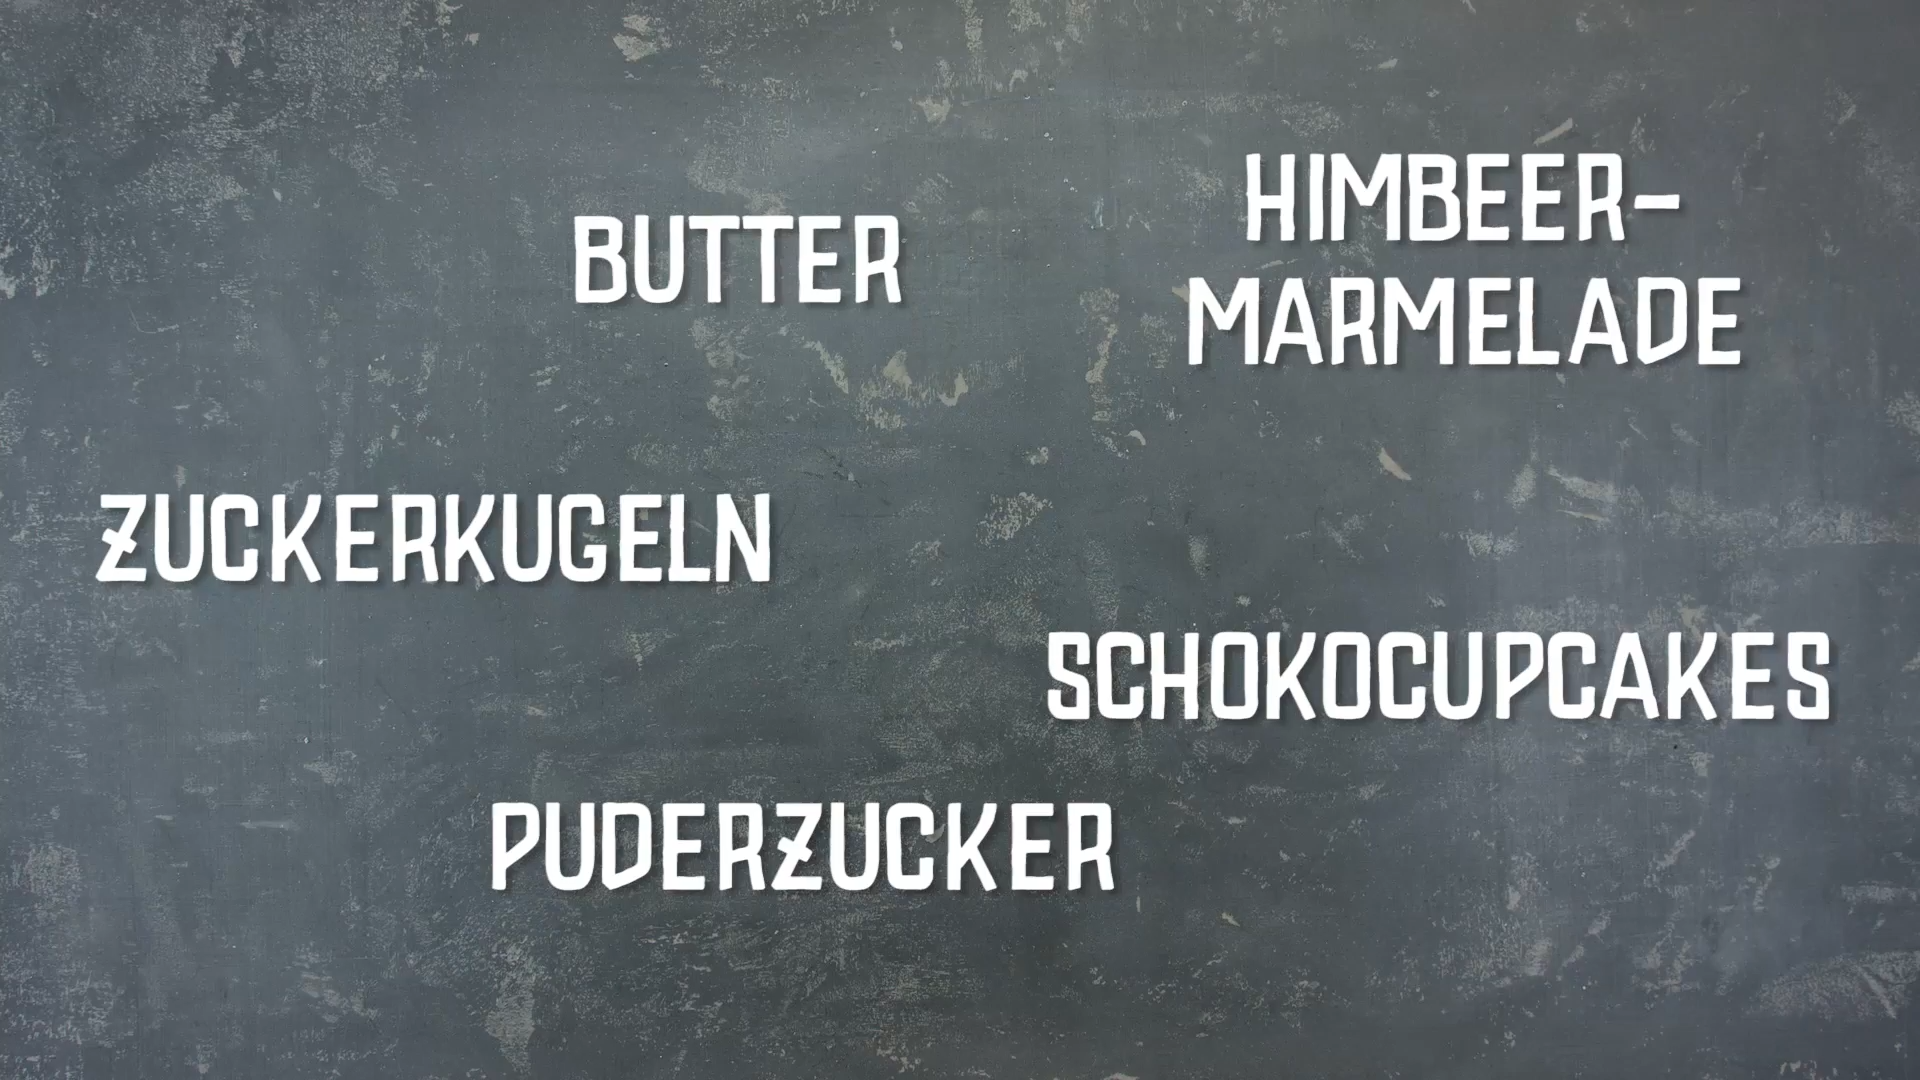 BUTTER
HIMBEER-
MARMELADE
ZUCKERKUGELN
SCHOKOCUPCAKES
PUDERZUCKER